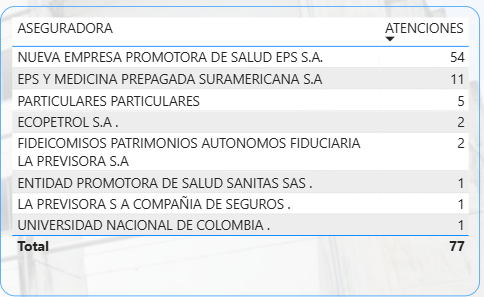 ASEGURADORA ATENCIONES
NUEVA EMPRESA PROMOTORA DE SALUD EPS S.A. 54
EPS Y MEDICINA PREPAGADA SURAMERICANA S.A 11
PARTICULARES PARTICULARES 5
ECOPETROL S.A . 2
FIDEICOMISOS PATRIMONIOS AUTONOMOS FIDUCIARIA 2
LA PREVISORA S.A
ENTIDAD PROMOTORA DE SALUD SANITAS SAS . 1
LA PREVISORA S A COMPAÑIA DE SEGUROS . 1
UNIVERSIDAD NACIONAL DE COLOMBIA . 1
Total 77